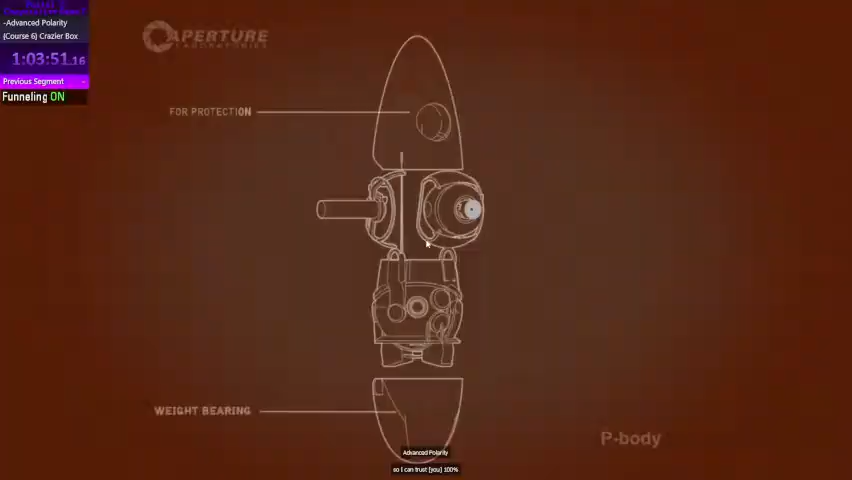 -Advanced Polarity
(Course 6) Crazier Box
1:03:51.16
Previous Segment -
Funneling ON
APERTURE
LABORATORIES
FOR PROTECTION
WEIGHT BEARING
P-body
Advanced Polarity
so I can trust [you] 100%